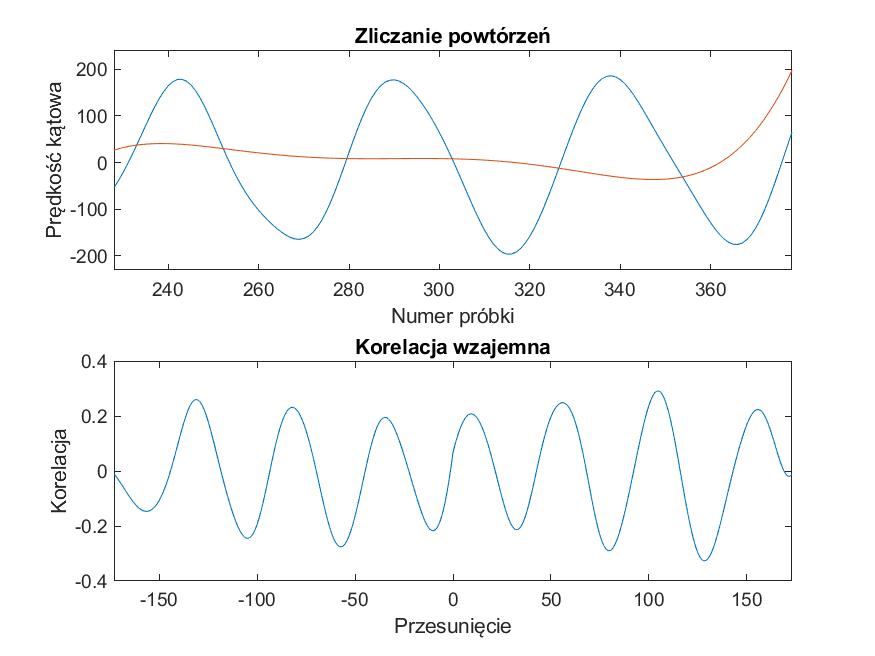 Zliczanie powtórzeń
200
100
0
-100
-200
Prędkość kątowa
240 260 280 300 320 340 360
Numer próbki
Korelacja wzajemna
0.4
0.2
0
-0.2
-0.4
Korelacja
-150 -100 -50 0 50 100 150
Przesunięcie